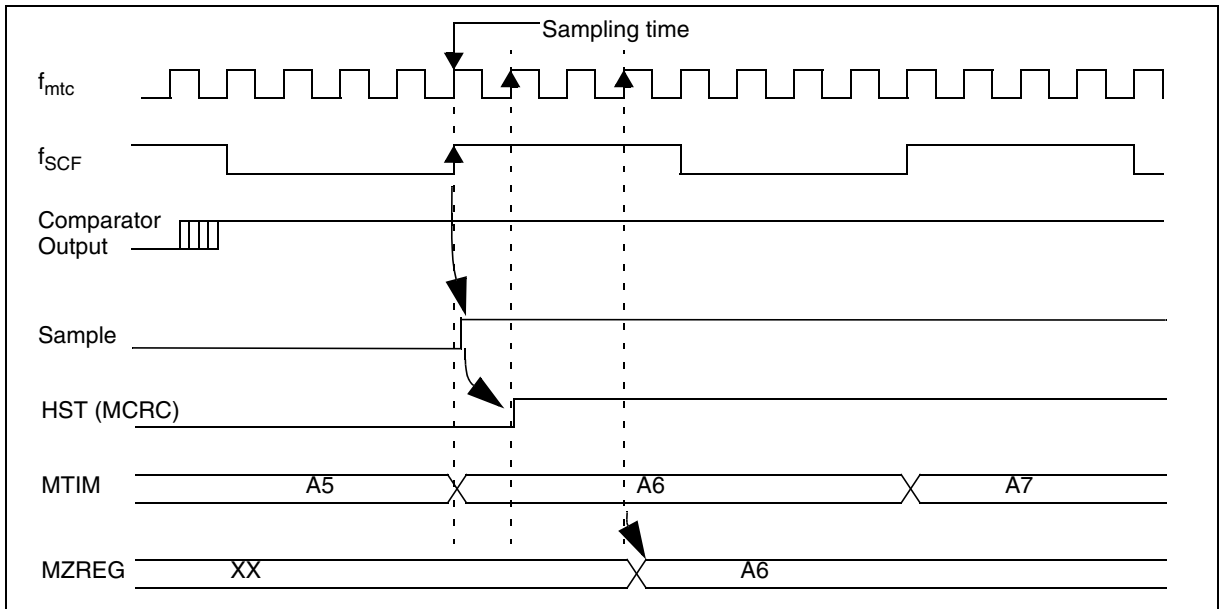 Sampling time
fmtc
fSCF
Comparator
Output
Sample
HST (MCRC)
MTIM A5 A6 A7
MZREG XX A6